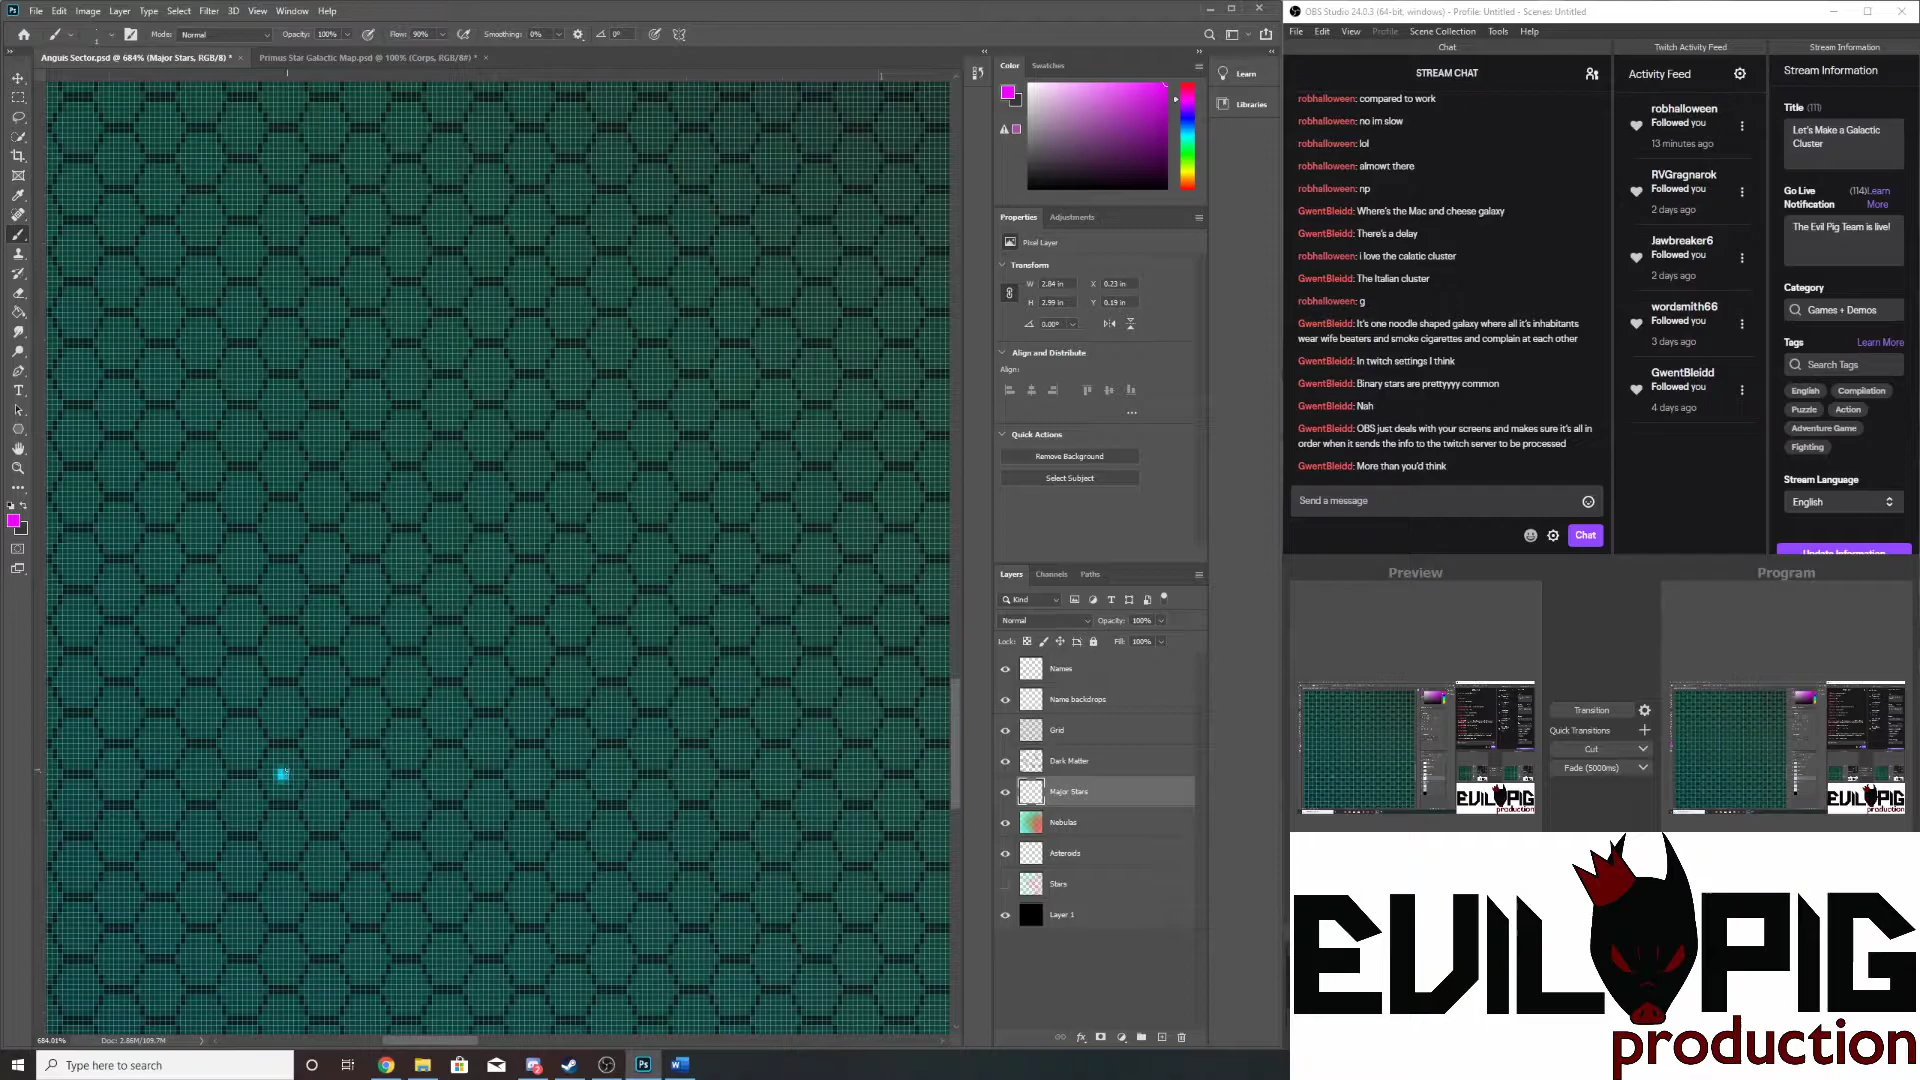 File Edit Image Layer Type Select Filter 3D View Window Help
Mode: Normal Opacity: 100% Flow: 90% Smoothing: 0% 0°
Anguis Sector.psd @ 684% (Major Stars, RGB/8) * Primus Star Galactic Map.psd @ 100% (Corps, RGB/8#) *
684.01% Doc: 2.86M/109.7M
Color Swatches
Learn
Libraries
Properties Adjustments
Pixel Layer
Transform
W 2.84 in X 0.23 in
H 2.99 in Y 0.19 in
0.00°
Align and Distribute
Align:
Quick Actions
Remove Background
Select Subject
Layers Channels Paths
Kind
Normal Opacity: 100%
Lock: Fill: 100%
Names
Name backdrops
Grid
Dark Matter
Major Stars
Nebulas
Asteroids
Stars
Layer 1
OBS Studio 24.0.3 (64-bit, windows) - Profile: Untitled - Scenes: Untitled
File Edit View Profile Scene Collection Tools Help
Chat Twitch Activity Feed Stream Information
STREAM CHAT
robhalloween: compared to work
robhalloween: no im slow
robhalloween: lol
robhalloween: almowt there
robhalloween: np
GwentBleidd: Where's the Mac and cheese galaxy
GwentBleidd: There's a delay
robhalloween: i love the calatic cluster
GwentBleidd: The Italian cluster
robhalloween: g
GwentBleidd: It's one noodle shaped galaxy where all it's inhabitants
wear wife beaters and smoke cigarettes and complain at each other
GwentBleidd: In twitch settings I think
GwentBleidd: Binary stars are prettyyyy common
GwentBleidd: Nah
GwentBleidd: OBS just deals with your screens and makes sure it's all in
order when it sends the info to the twitch server to be processed
GwentBleidd: More than you'd think
Send a message
Chat
Activity Feed
robhalloween
Followed you
13 minutes ago
RVGragnarok
Followed you
2 days ago
Jawbreaker6
Followed you
2 days ago
wordsmith66
Followed you
3 days ago
GwentBleidd
Followed you
4 days ago
Stream Information
Title (111)
Let's Make a Galactic
Cluster
Go Live (114)Learn
Notification More
The Evil Pig Team is live!
Category
Games + Demos
Tags Learn More
Search Tags
English Compilation
Puzzle Action
Adventure Game
Fighting
Stream Language
English
Update Information
Preview Program
Transition
Quick Transitions
Cut
Fade (5000ms)
EVIL PIG
production
Type here to search